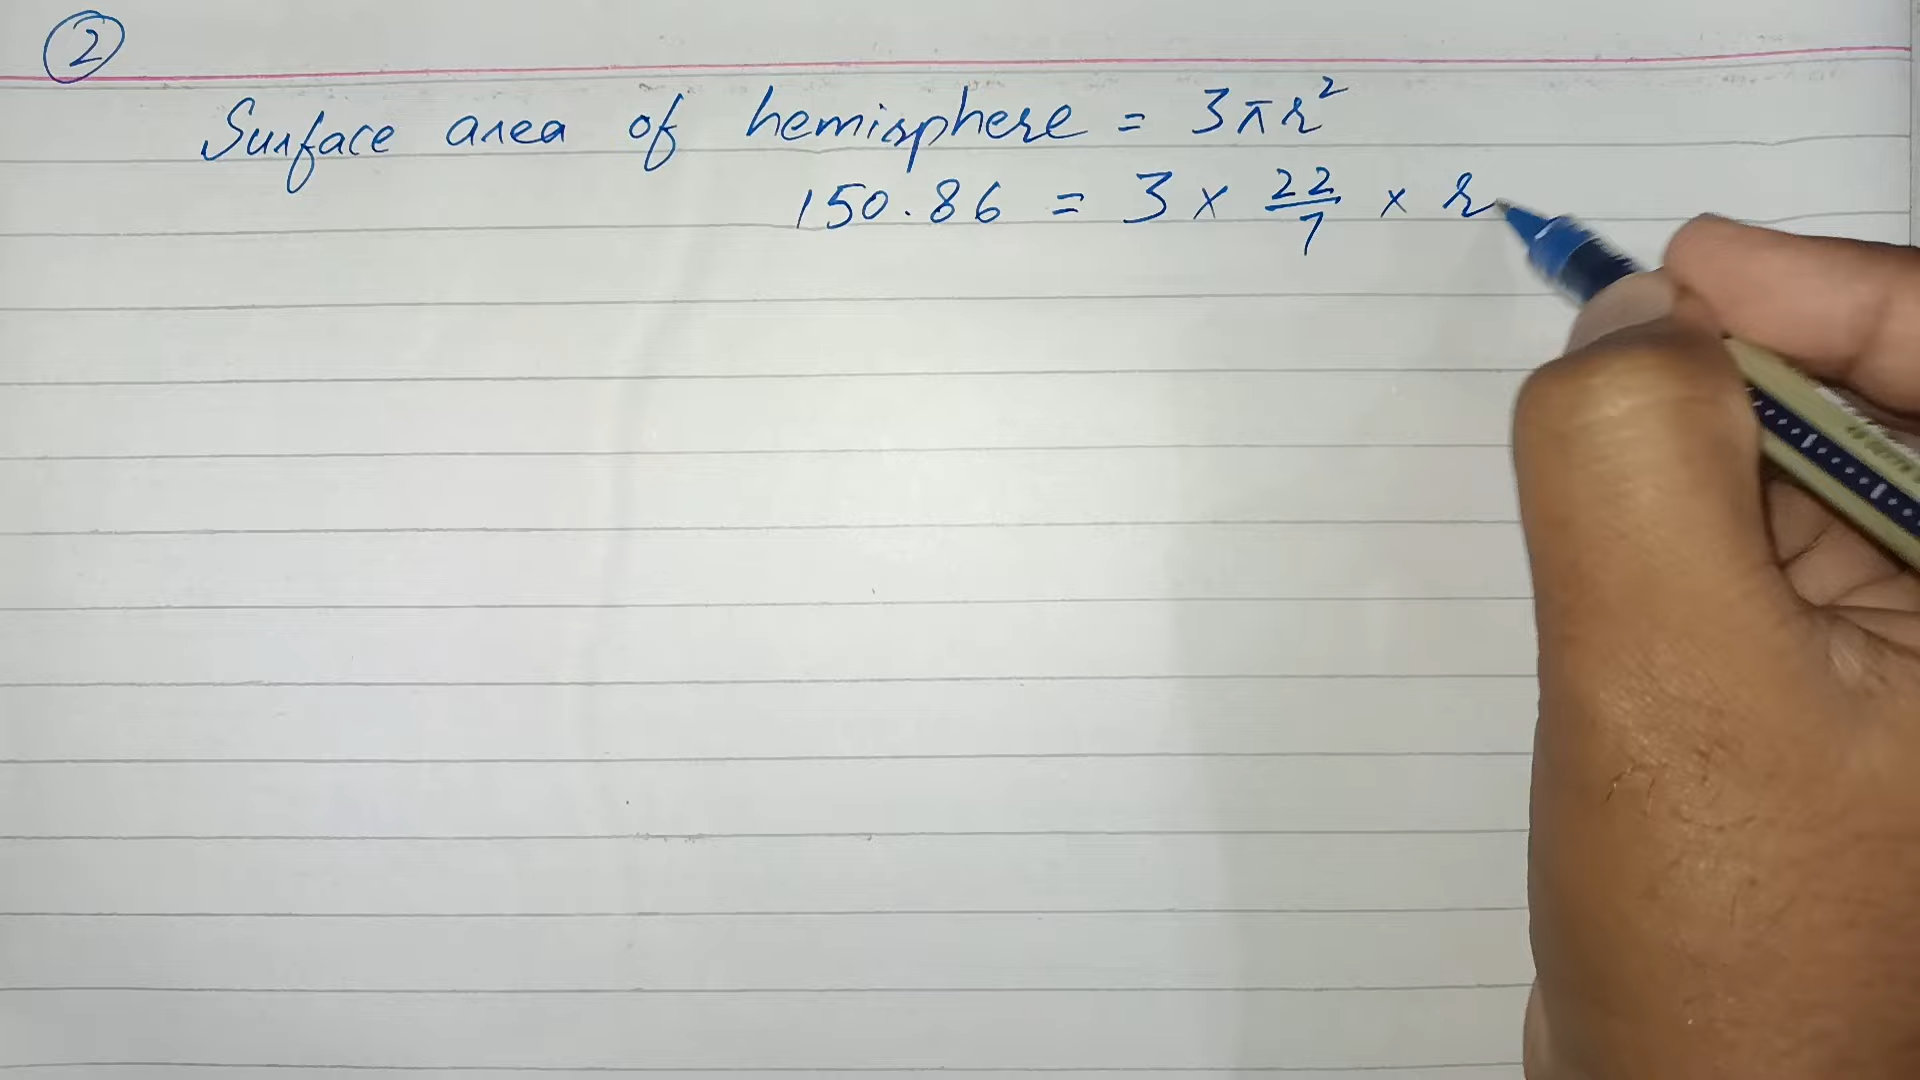 ②
Surface area of hemisphere = 3πr²
150.86 = 3 × 22/7 × r